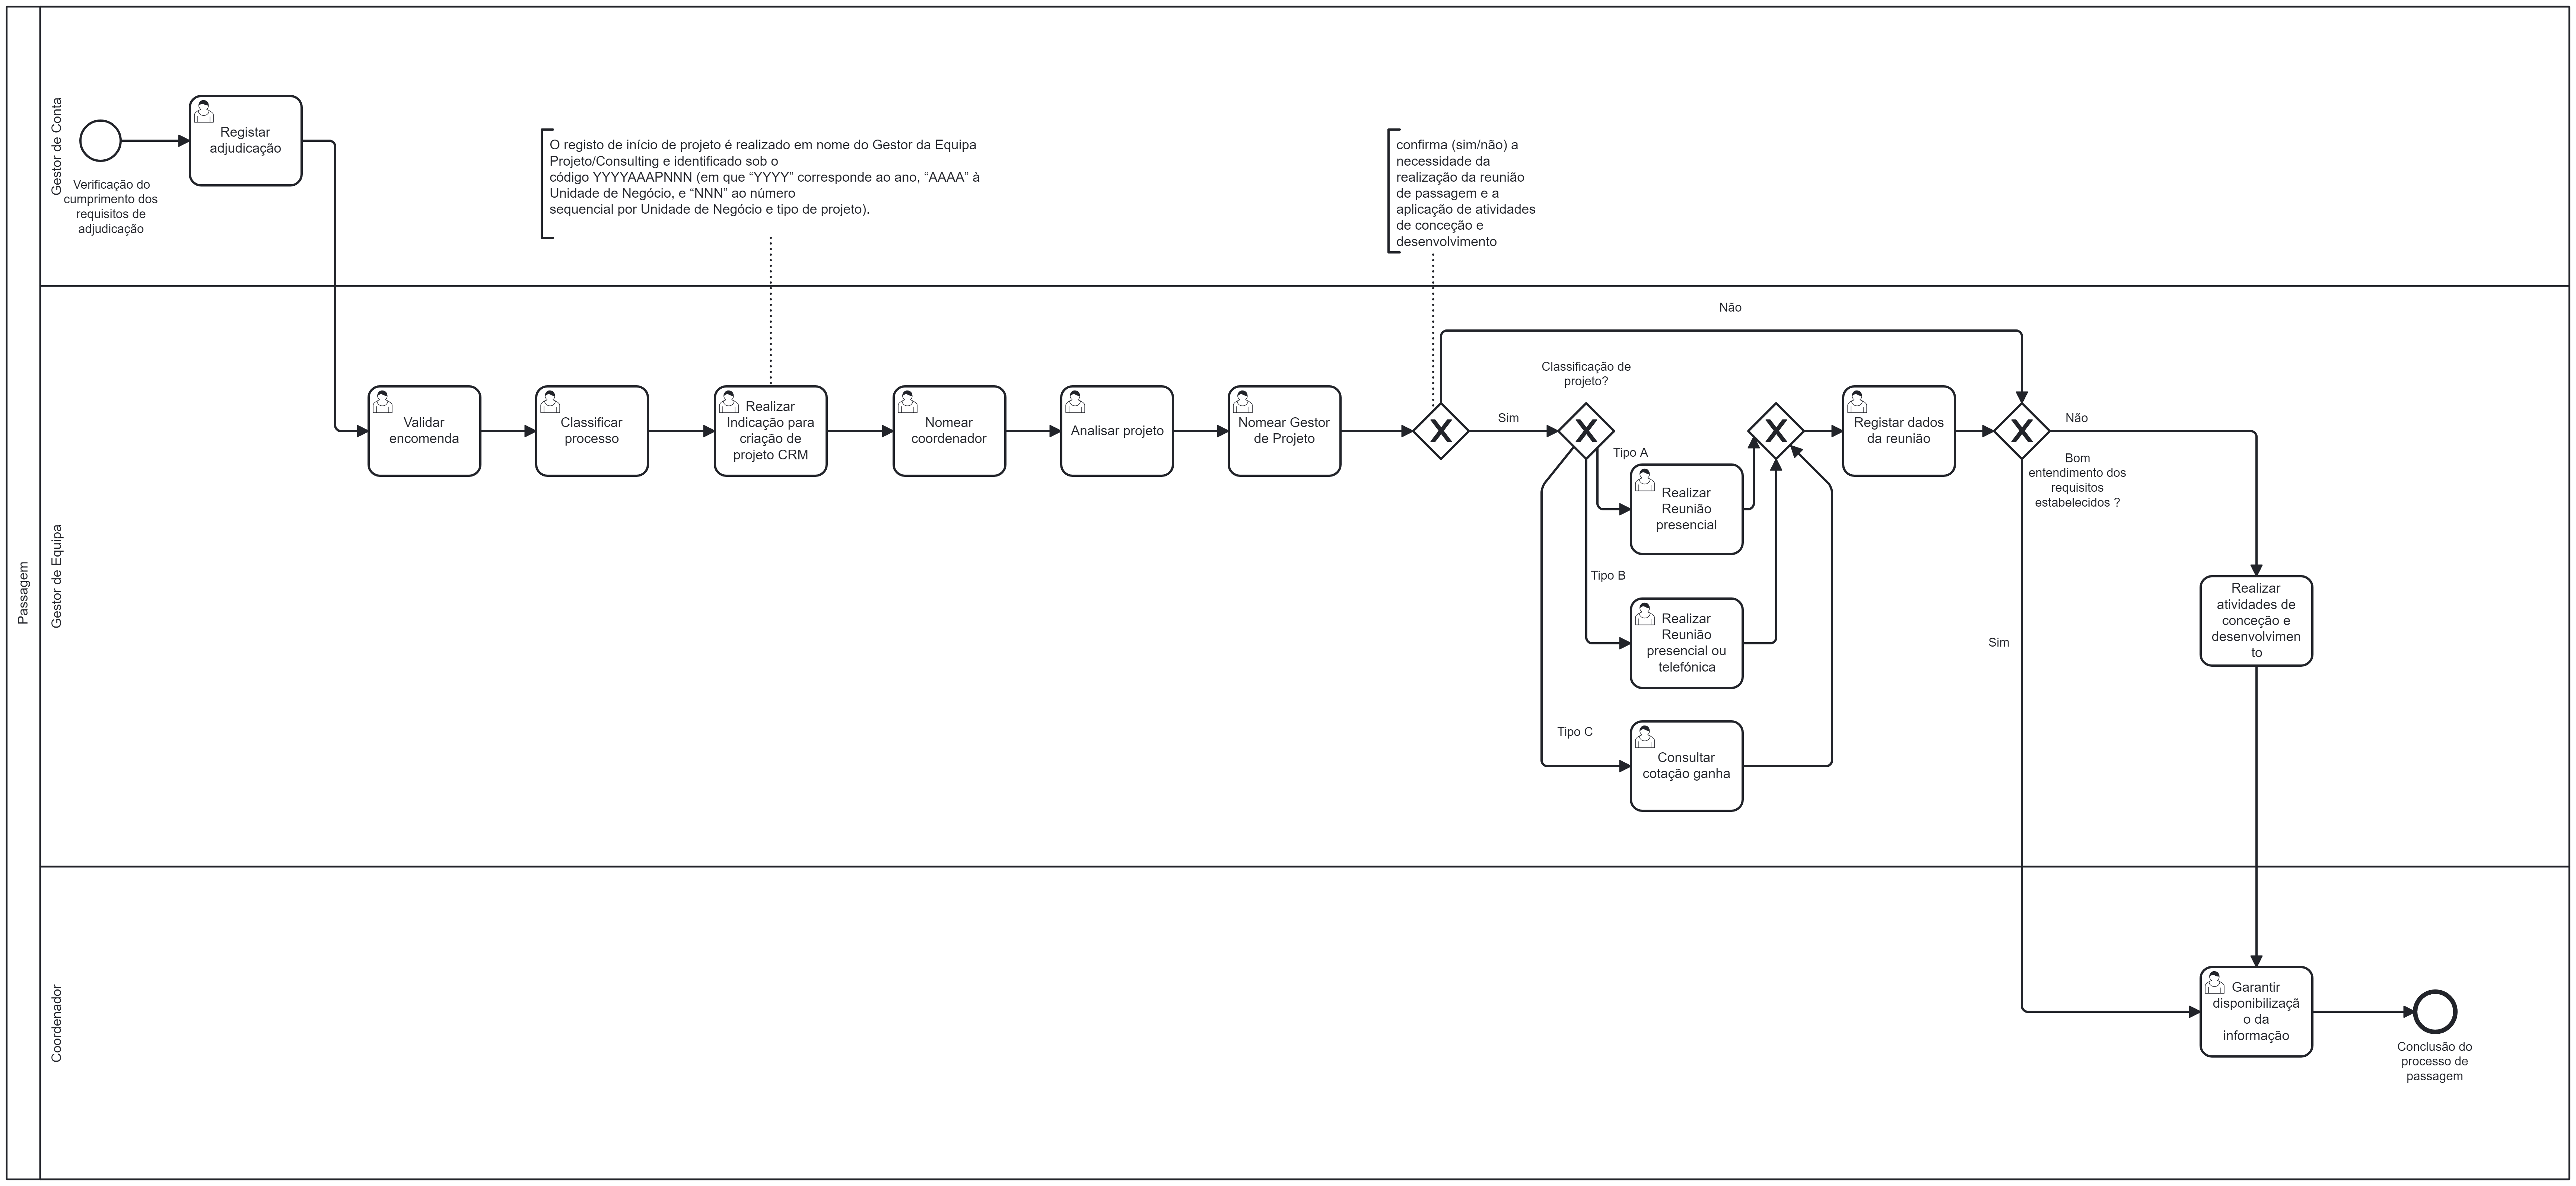 Passagem
Gestor de Conta
Verificação do
cumprimento dos
requisitos de
adjudicação
Registar
adjudicação
O registo de início de projeto é realizado em nome do Gestor da Equipa
Projeto/Consulting e identificado sob o
código YYYYAAAPNNN (em que “YYYY” corresponde ao ano, “AAAA” à
Unidade de Negócio, e “NNN” ao número
sequencial por Unidade de Negócio e tipo de projeto).
confirma (sim/não) a
necessidade da
realização da reunião
de passagem e a
aplicação de atividades
de conceção e
desenvolvimento
Gestor de Equipa
Validar
encomenda
Classificar
processo
Realizar
Indicação para
criação de
projeto CRM
Nomear
coordenador
Analisar projeto
Nomear Gestor
de Projeto
Não
Sim
Classificação de
projeto?
Tipo A
Realizar
Reunião
presencial
Tipo B
Realizar
Reunião
presencial ou
telefónica
Tipo C
Consultar
cotação ganha
Registar dados
da reunião
Não
Bom
entendimento dos
requisitos
estabelecidos ?
Sim
Realizar
atividades de
conceção e
desenvolvimen
to
Coordenador
Garantir
disponibilizaçã
o da
informação
Conclusão do
processo de
passagem